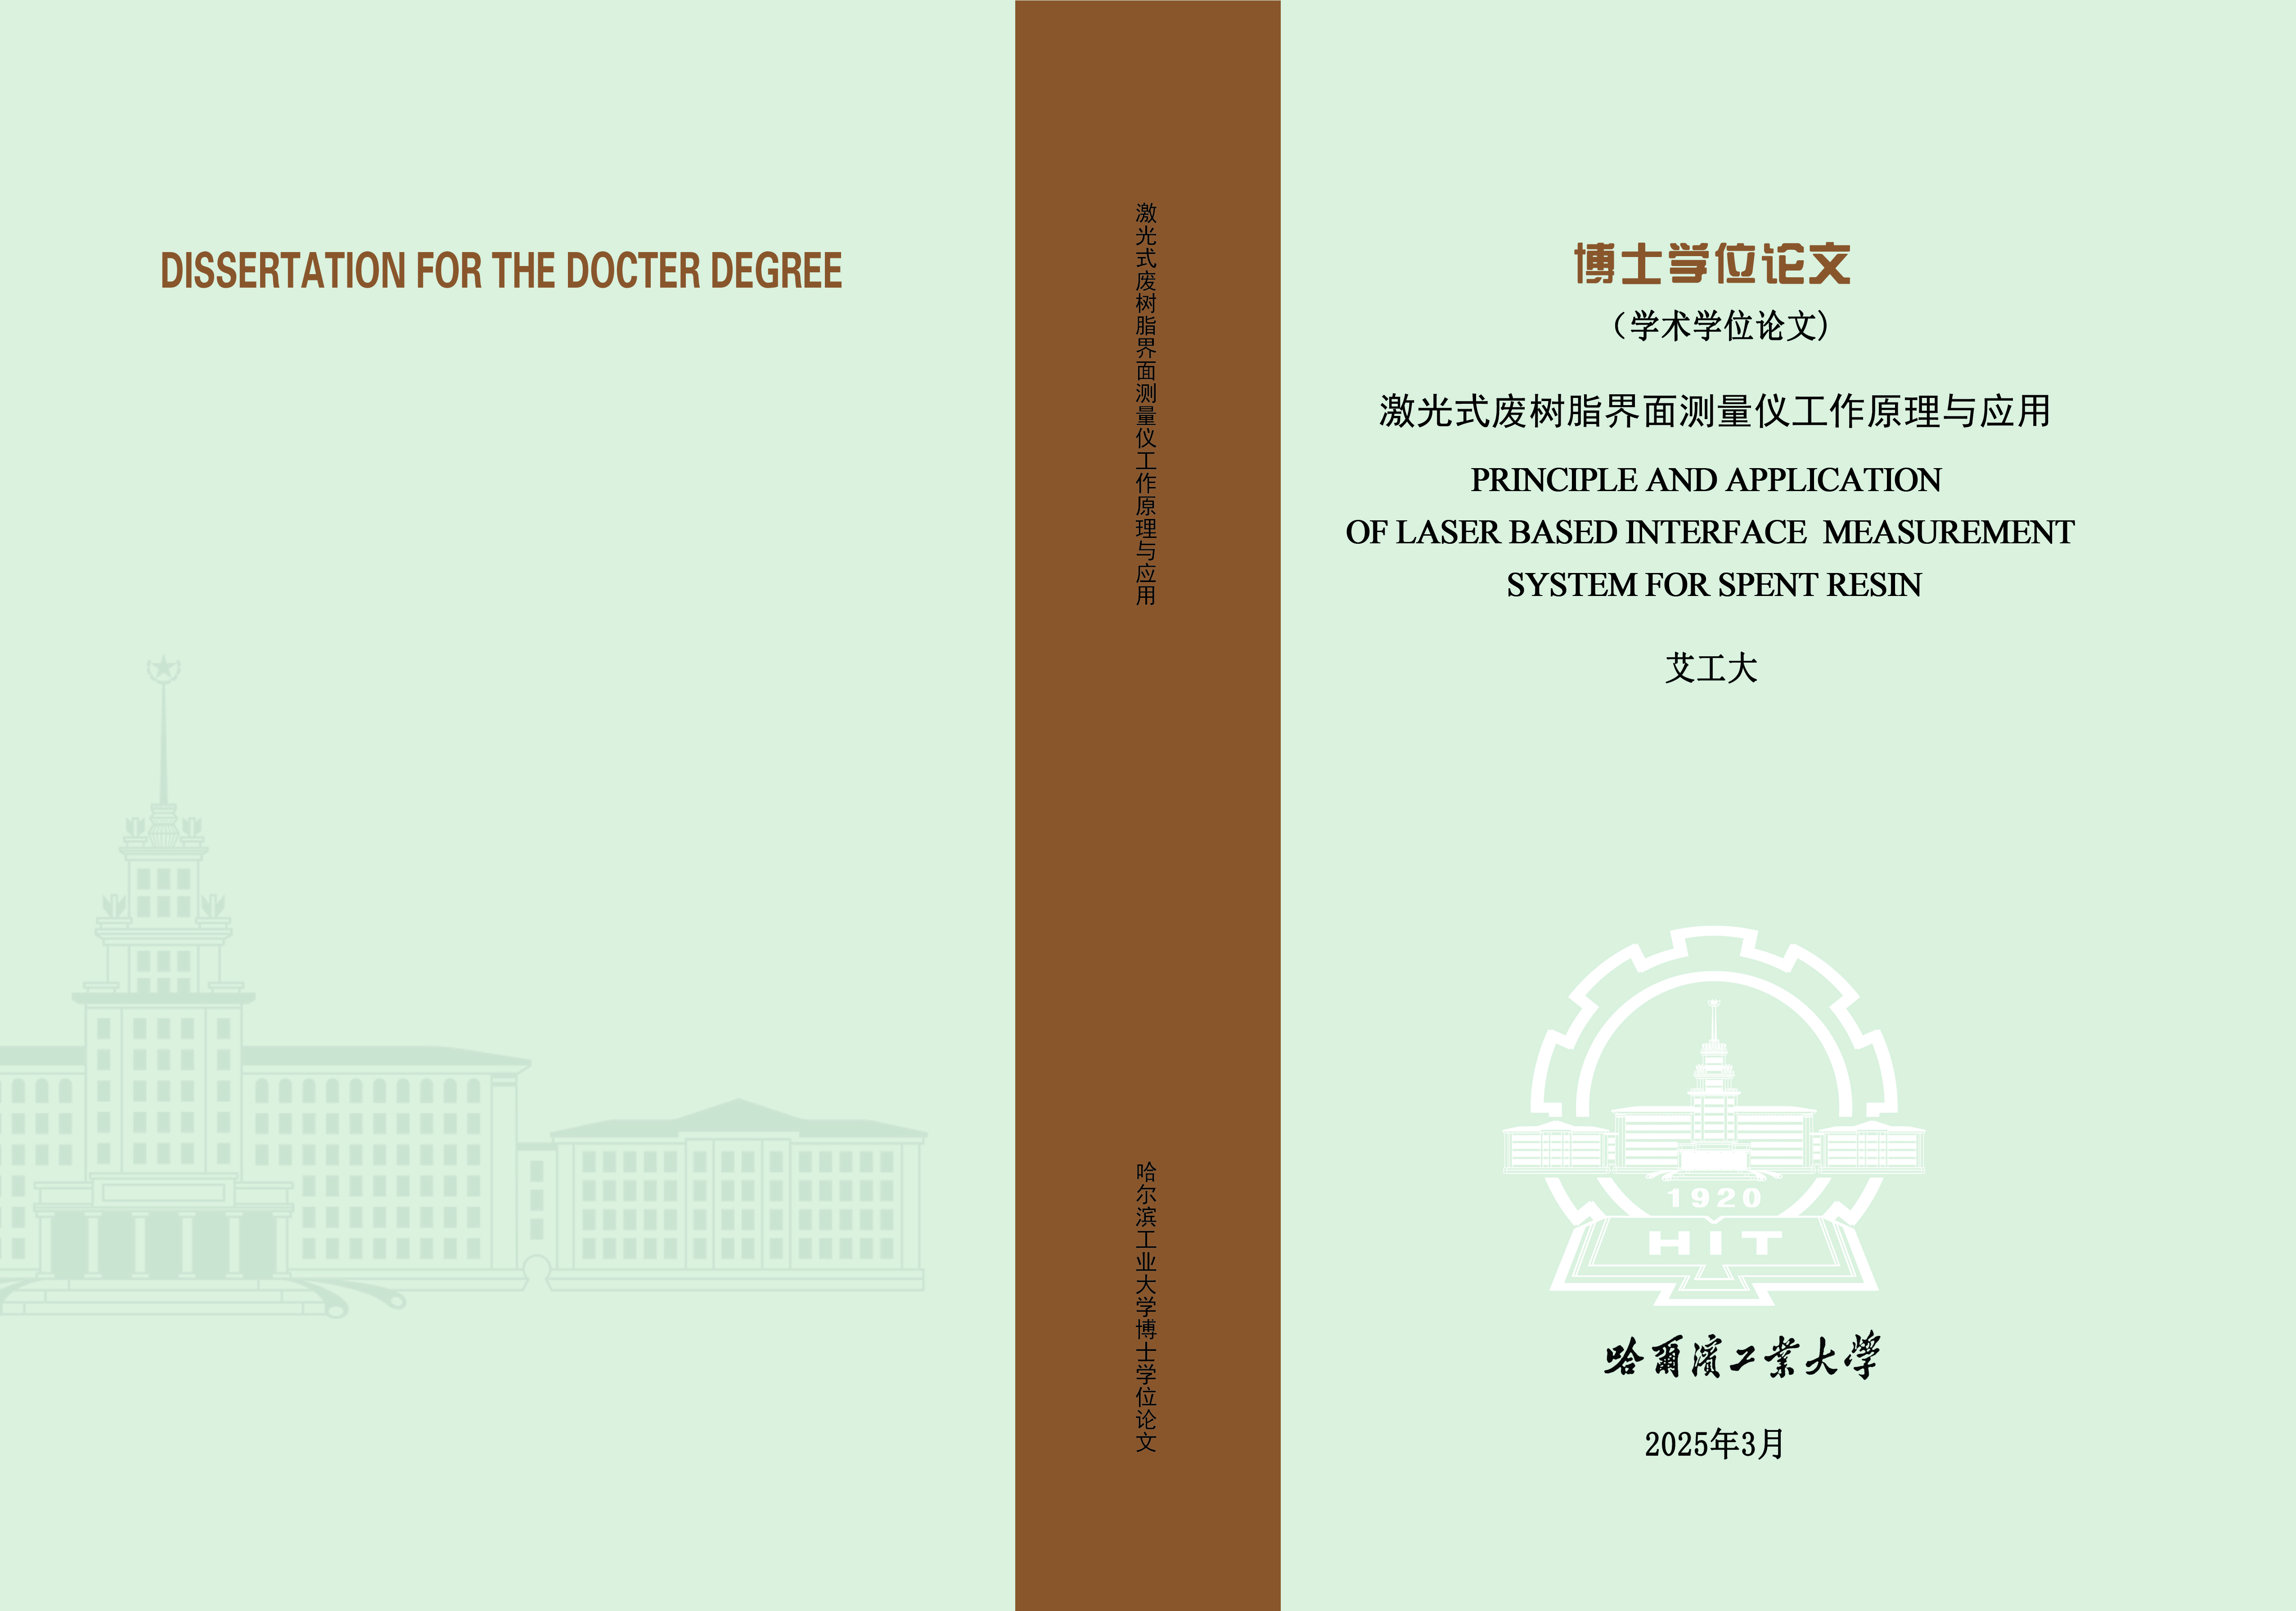 DISSERTATION FOR THE DOCTER DEGREE
激光式废树脂界面测量仪工作原理与应用
哈尔滨工业大学博士学位论文
博士学位论文
（学术学位论文)
激光式废树脂界面测量仪工作原理与应用
PRINCIPLE AND APPLICATION
OF LASER BASED INTERFACE MEASUREMENT
SYSTEM FOR SPENT RESIN
艾工大
1920
HIT
哈爾濱工業大學
2025年3月